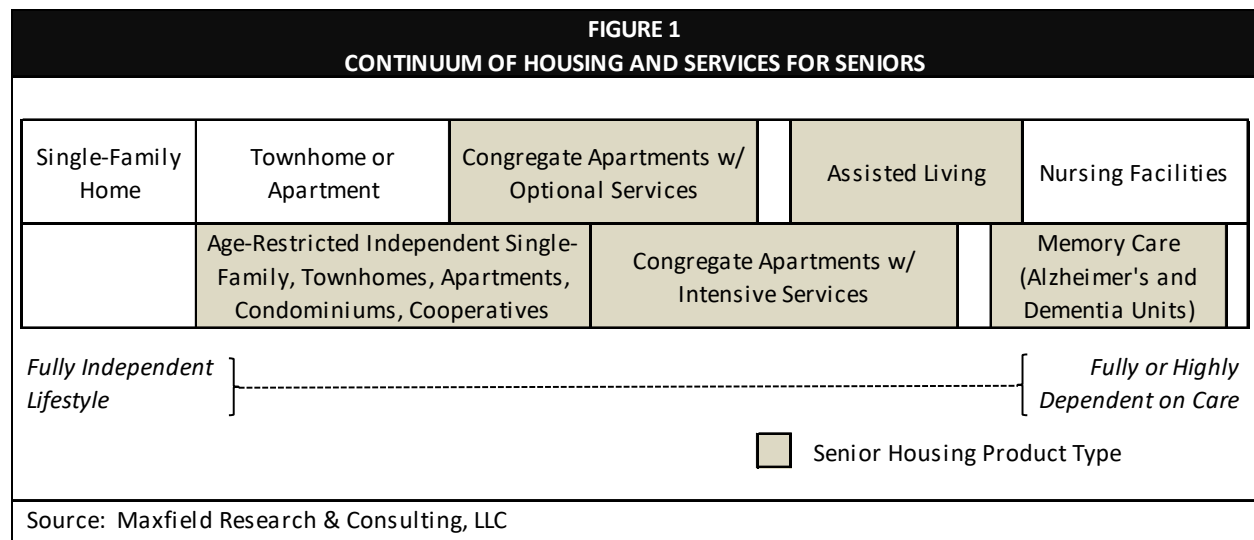 FIGURE 1
CONTINUUM OF HOUSING AND SERVICES FOR SENIORS
Single-Family
Home
Townhome or
Apartment
Congregate Apartments w/
Optional Services
Assisted Living
Nursing Facilities
Age-Restricted Independent Single-
Family, Townhomes, Apartments,
Condominiums, Cooperatives
Congregate Apartments w/
Intensive Services
Memory Care
(Alzheimer's and
Dementia Units)
Fully Independent
Lifestyle
Fully or Highly
Dependent on Care
Senior Housing Product Type
Source: Maxfield Research & Consulting, LLC